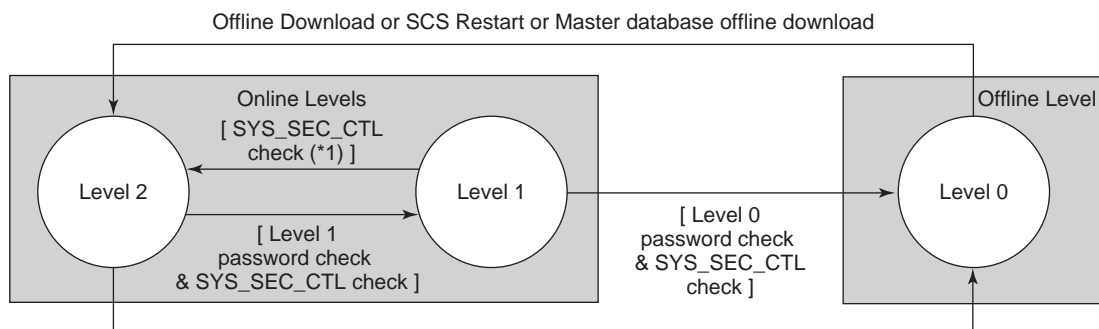 Offline Download or SCS Restart or Master database offline download
Online Levels
[ SYS_SEC_CTL
check (*1) ]
Level 2
Level 1
[ Level 1
password check
& SYS_SEC_CTL check ]
[ Level 0
password check
& SYS_SEC_CTL
check ]
Offline Level
Level 0